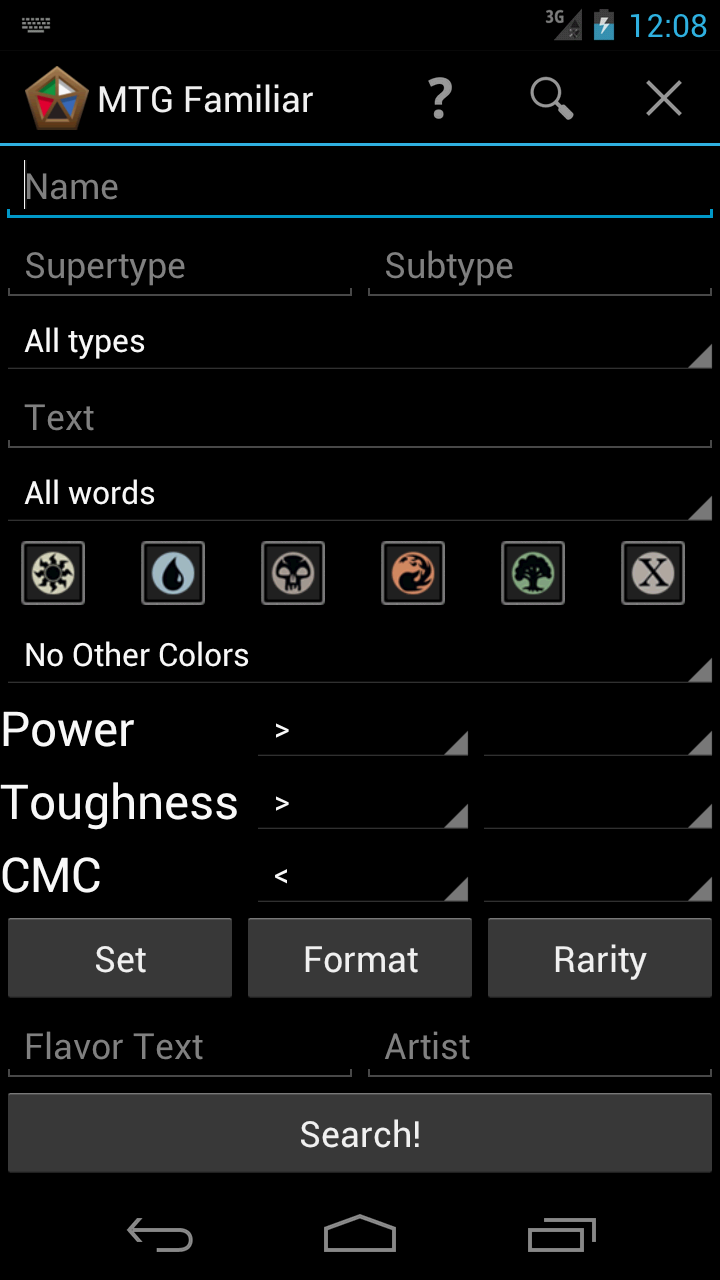 3G 12:08
MTG Familiar ?
Name
Supertype Subtype
All types
Text
All words
X
No Other Colors
Power > 
Toughness >
CMC <
Set Format Rarity
Flavor Text Artist
Search!